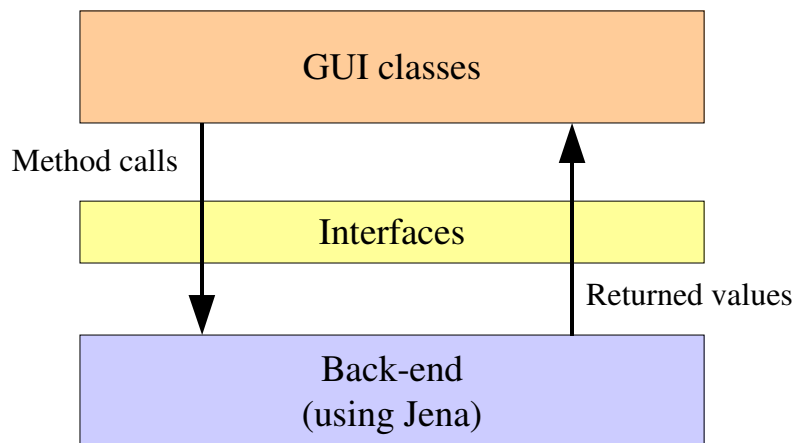 GUI classes
Method calls
Interfaces
Returned values
Back-end
(using Jena)